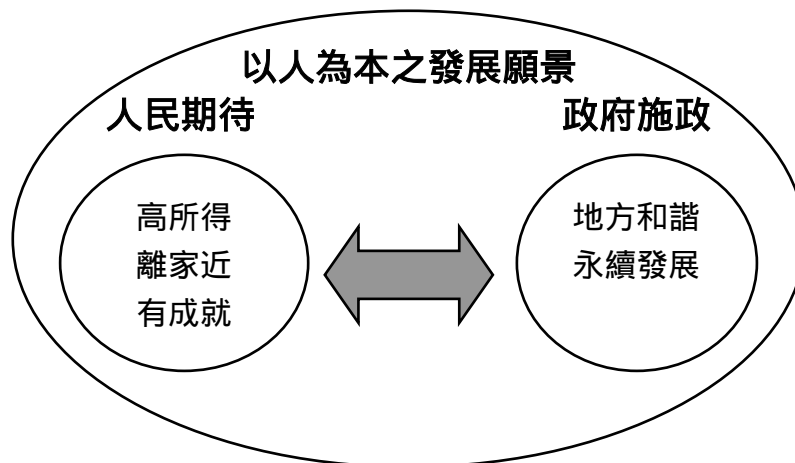 以人為本之發展願景
人民期待
政府施政
高所得
離家近
有成就
地方和諧
永續發展